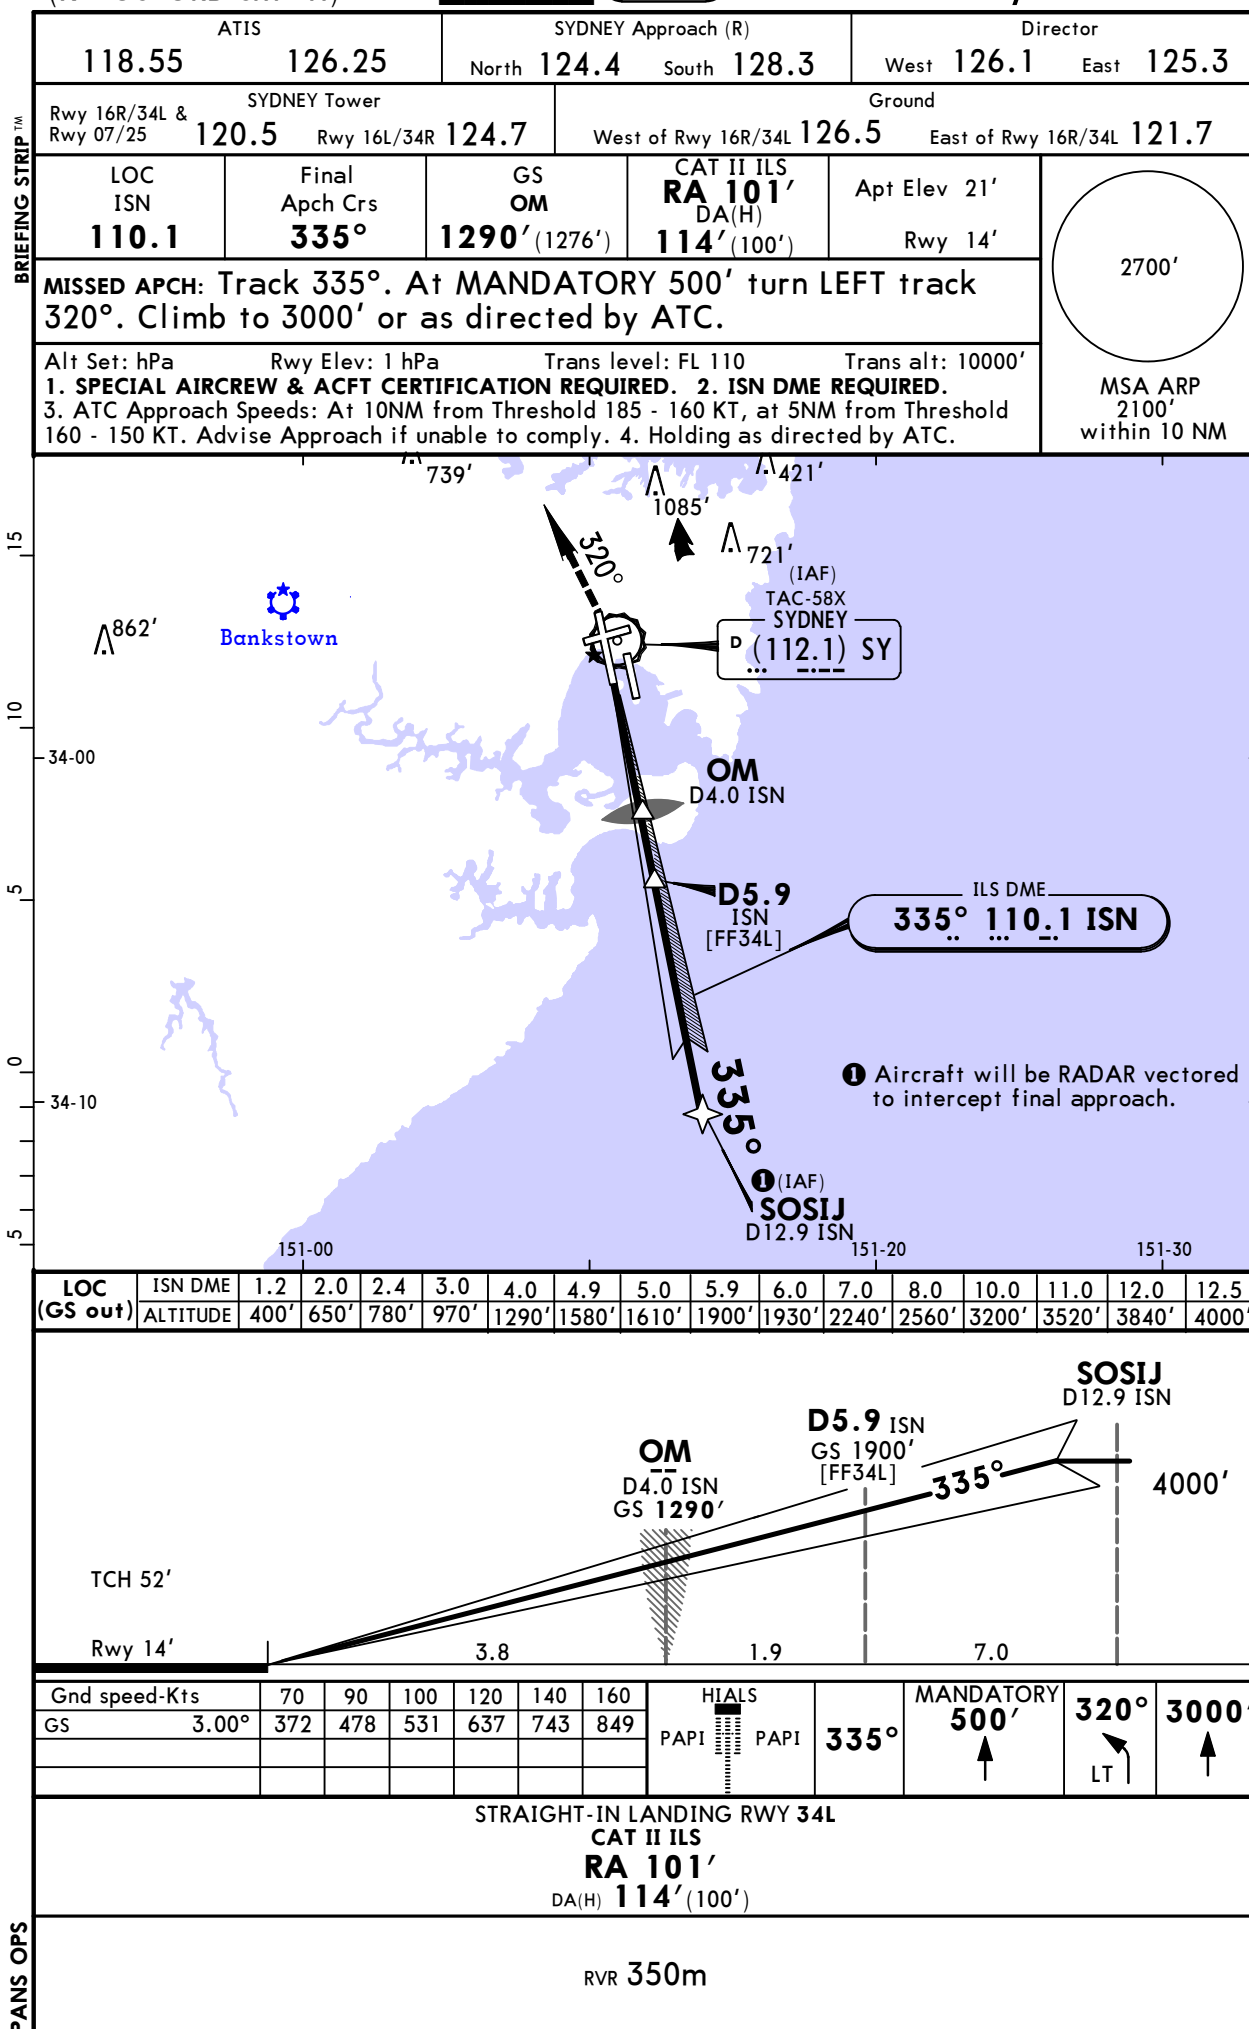 ATIS
118.55 126.25
SYDNEY Approach (R)
North 124.4 South 128.3
Director
West 126.1 East 125.3
SYDNEY Tower
Rwy 16R/34L &
Rwy 07/25 120.5 Rwy 16L/34R 124.7
Ground
West of Rwy 16R/34L 126.5 East of Rwy 16R/34L 121.7
BRIEFING STRIP TM
LOC
ISN
110.1
Final
Apch Crs
335°
GS
OM
1290' (1276')
CAT II ILS
RA 101'
DA(H)
114' (100')
Apt Elev 21'
Rwy 14'
2700'
MSA ARP
2100'
within 10 NM
MISSED APCH: Track 335°. At MANDATORY 500' turn LEFT track
320°. Climb to 3000' or as directed by ATC.
Alt Set: hPa Rwy Elev: 1 hPa Trans level: FL 110 Trans alt: 10000'
1. SPECIAL AIRCREW & ACFT CERTIFICATION REQUIRED. 2. ISN DME REQUIRED.
3. ATC Approach Speeds: At 10NM from Threshold 185 - 160 KT, at 5NM from Threshold
160 - 150 KT. Advise Approach if unable to comply. 4. Holding as directed by ATC.
739'
421'
1085'
721'
862'
Bankstown
320°
(IAF)
TAC-58X
SYDNEY
D (112.1) SY
15
10
5
0
5
34-00
34-10
OM
D4.0 ISN
D5.9
ISN
[FF34L]
ILS DME
335° 110.1 ISN
335°
1 Aircraft will be RADAR vectored
to intercept final approach.
1 (IAF)
SOSIJ
D12.9 ISN
151-00 151-20 151-30
LOC
(GS out)
ISN DME 1.2 2.0 2.4 3.0 4.0 4.9 5.0 5.9 6.0 7.0 8.0 10.0 11.0 12.0 12.5
ALTITUDE 400' 650' 780' 970' 1290' 1580' 1610' 1900' 1930' 2240' 2560' 3200' 3520' 3840' 4000'
SOSIJ
D12.9 ISN
D5.9 ISN
GS 1900'
[FF34L]
OM
D4.0 ISN
GS 1290'
335°
4000'
TCH 52'
Rwy 14'
3.8 1.9 7.0
Gnd speed-Kts 70 90 100 120 140 160
GS 3.00° 372 478 531 637 743 849
HIALS
PAPI PAPI
335°
MANDATORY
500'
320°
LT
3000'
STRAIGHT-IN LANDING RWY 34L
CAT II ILS
RA 101'
DA(H) 114' (100')
PANS OPS
RVR 350m